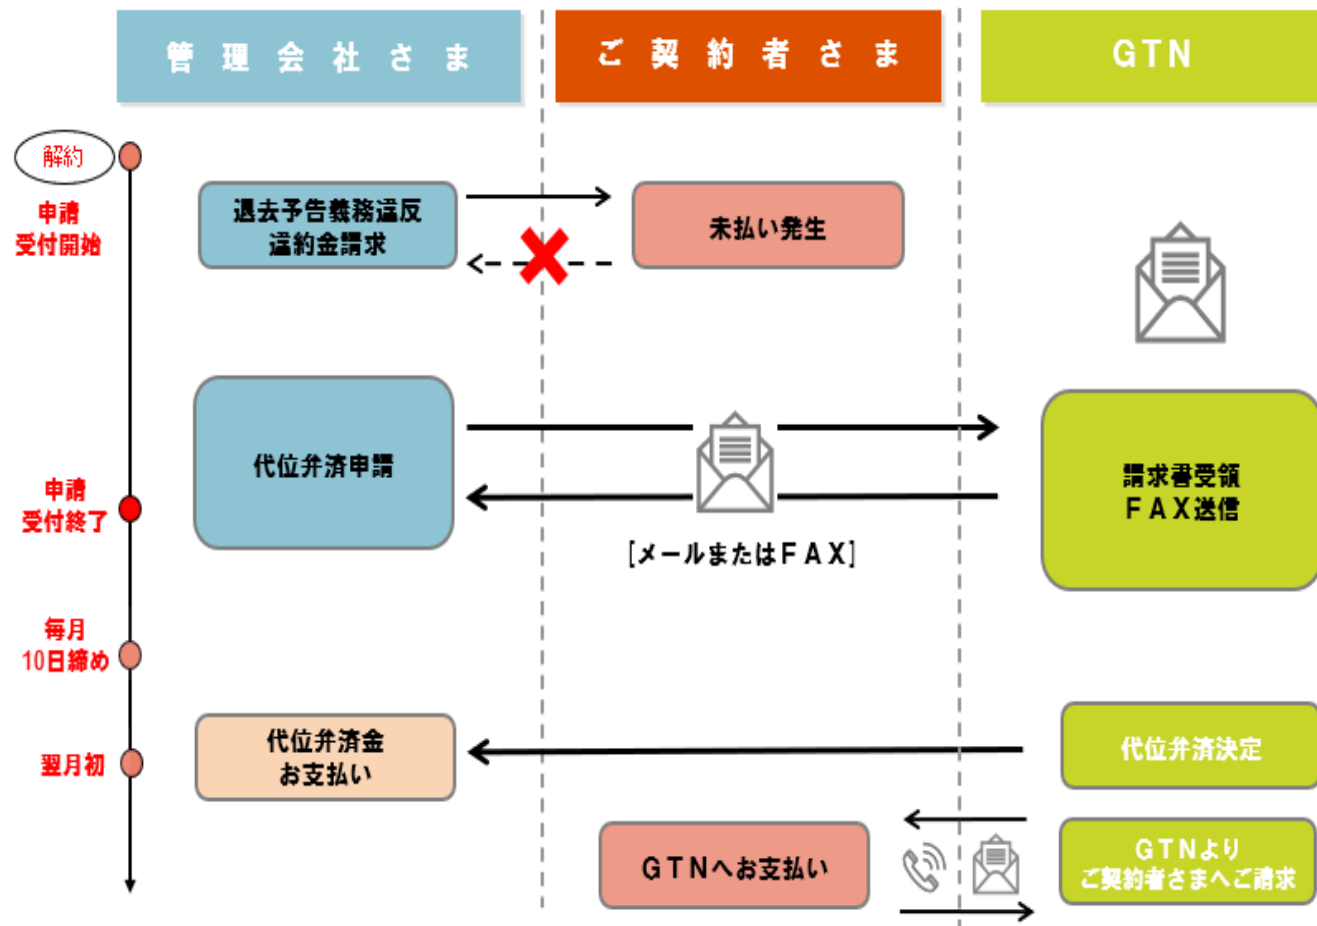 管理会社さま
ご契約者さま
GTN
解約
申請
受付開始
退去予告義務違反
違約金請求
未払い発生
代位弁済申請
[メールまたはＦＡＸ]
請求書受領
ＦＡＸ送信
申請
受付終了
毎月
10日締め
翌月初
代位弁済金
お支払い
代位弁済決定
ＧＴＮへお支払い
ＧＴＮより
ご契約者さまへご請求